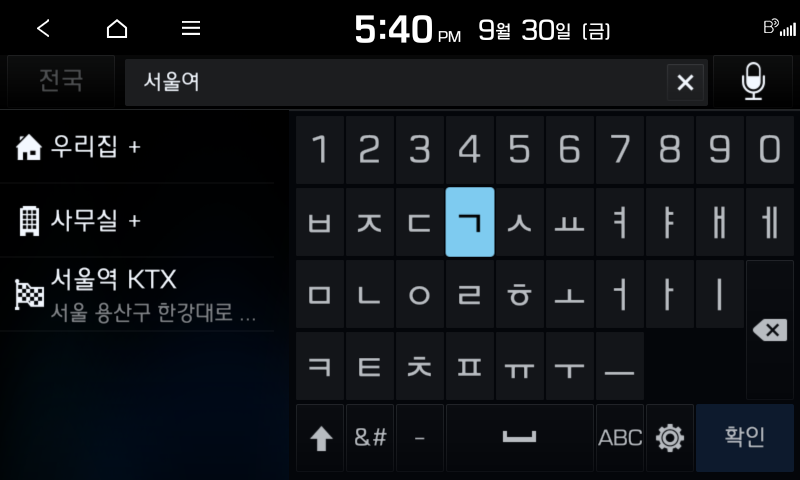 5:40 PM 9월 30일 (금) B
전국 서울여
우리집 +
사무실 +
서울역 KTX
서울 용산구 한강대로 ...
1 2 3 4 5 6 7 8 9 0
ㅂ ㅈ ㄷ ㄱ ㅅ ㅛ ㅕ ㅑ ㅐ ㅔ
ㅁ ㄴ ㅇ ㄹ ㅎ ㅗ ㅓ ㅏ ㅣ
ㅋ ㅌ ㅊ ㅍ ㅠ ㅜ ㅡ
&# - ABC 확인